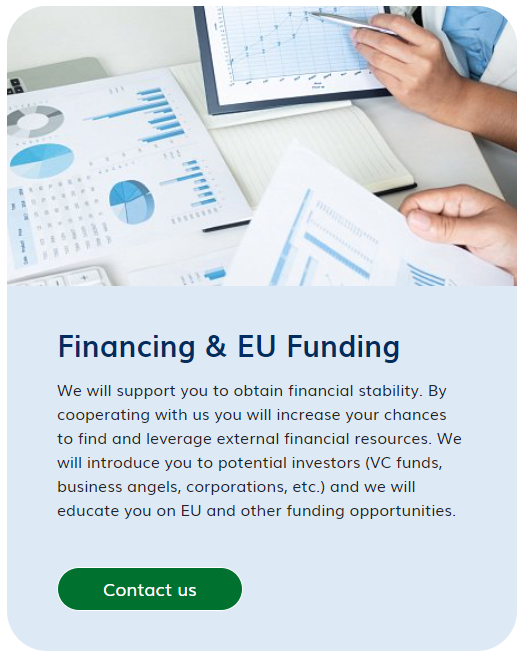 Financing & EU Funding
We will support you to obtain financial stability. By
cooperating with us you will increase your chances
to find and leverage external financial resources. We
will introduce you to potential investors (VC funds,
business angels, corporations, etc.) and we will
educate you on EU and other funding opportunities.
Contact us